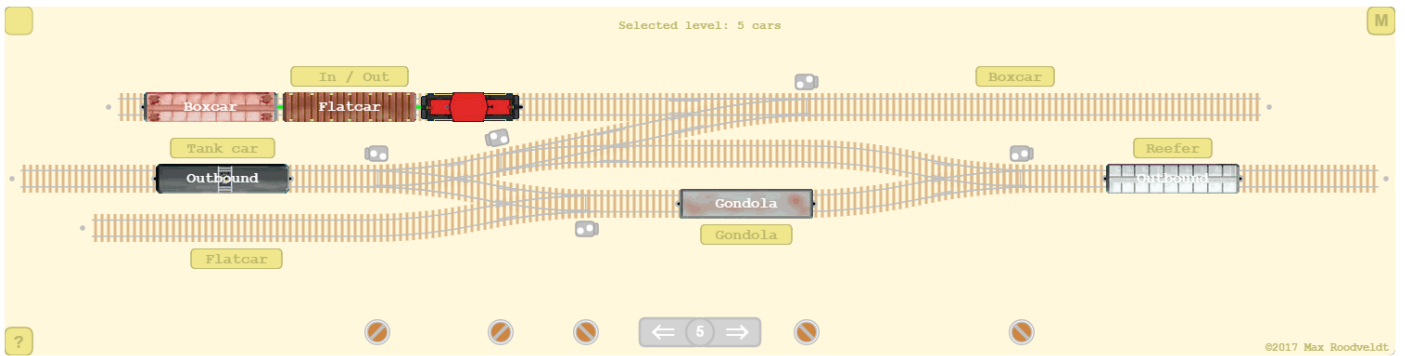 Selected level: 5 cars
M
In / Out
Boxcar
Boxcar
Flatcar
Tank car
Reefer
Outbound
Outbound
Gondola
Gondola
Flatcar
5
?
©2017 Max Roodveldt